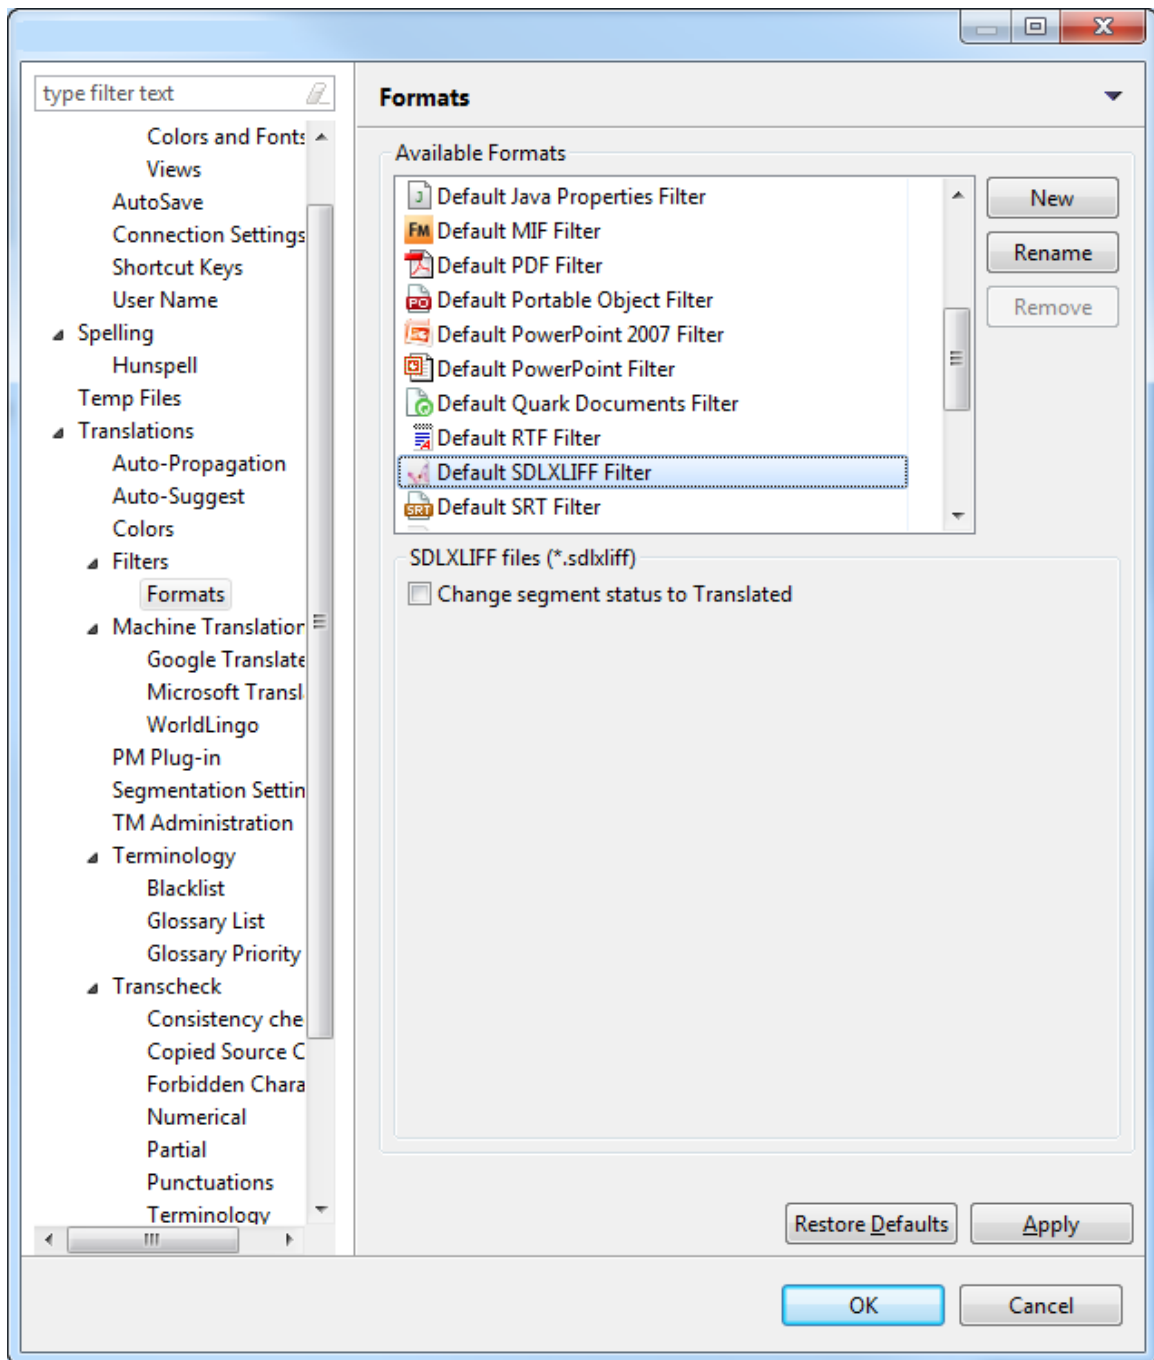 type filter text
Colors and Fonts
Views
AutoSave
Connection Settings
Shortcut Keys
User Name
Spelling
Hunspell
Temp Files
Translations
Auto-Propagation
Auto-Suggest
Colors
Filters
Formats
Machine Translation
Google Translate
Microsoft Transl
WorldLingo
PM Plug-in
Segmentation Settin
TM Administration
Terminology
Blacklist
Glossary List
Glossary Priority
Transcheck
Consistency che
Copied Source C
Forbidden Chara
Numerical
Partial
Punctuations
Terminology
Formats
Available Formats
J Default Java Properties Filter
FM Default MIF Filter
Default PDF Filter
PO Default Portable Object Filter
Default PowerPoint 2007 Filter
Default PowerPoint Filter
Default Quark Documents Filter
A Default RTF Filter
Default SDLXLIFF Filter
SRT Default SRT Filter
New
Rename
Remove
SDLXLIFF files (*.sdlxliff)
Change segment status to Translated
Restore Defaults
Apply
OK
Cancel